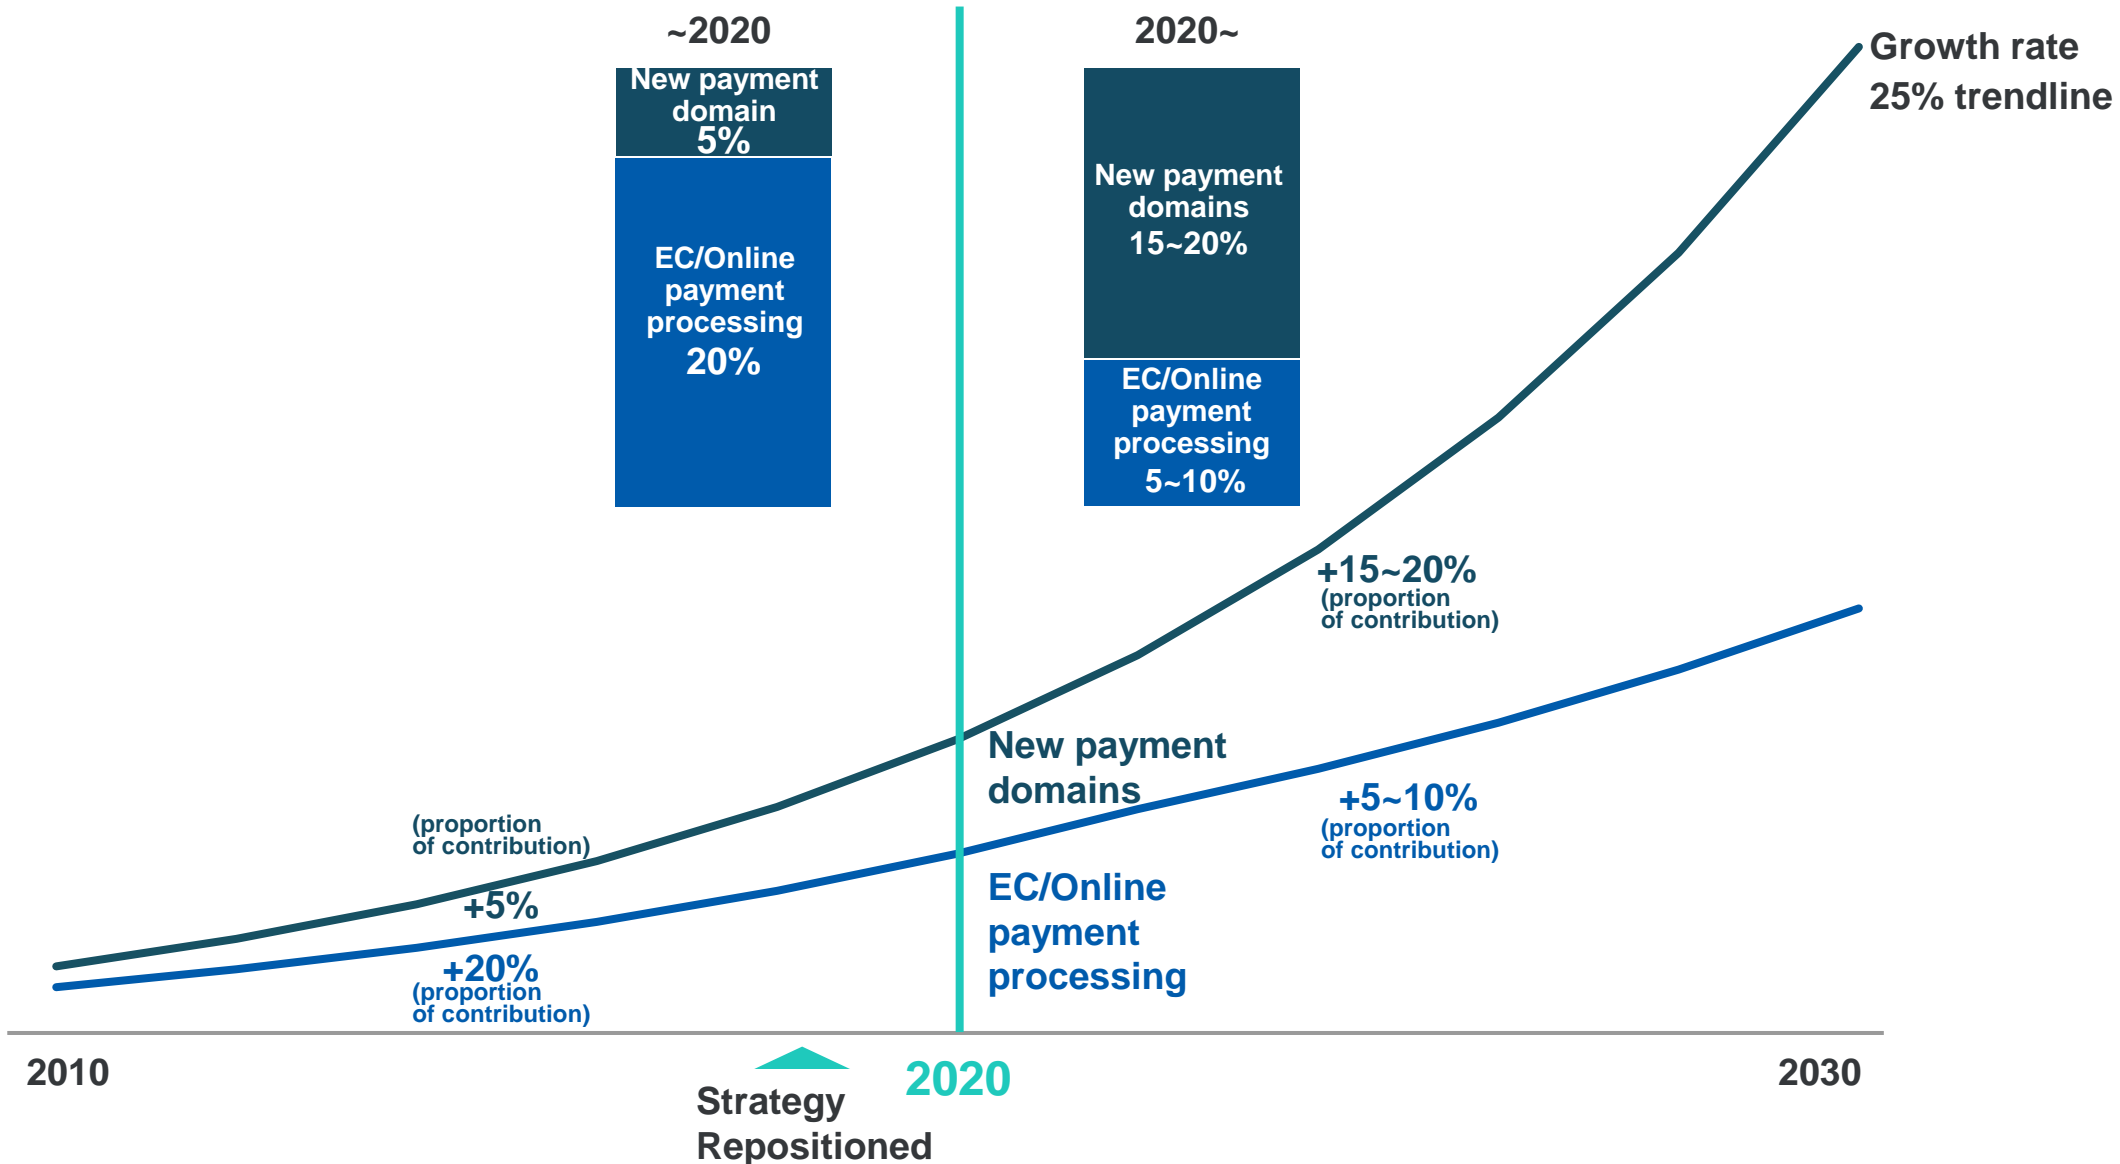 ~2020
New payment
domain
5%
EC/Online
payment
processing
20%
2020~
New payment
domains
15~20%
EC/Online
payment
processing
5~10%
Growth rate
25% trendline
+15~20%
(proportion
of contribution)
New payment
domains
+5~10%
(proportion
of contribution)
(proportion
of contribution)
+5%
EC/Online
payment
processing
+20%
(proportion
of contribution)
2010
2020
2030
Strategy
Repositioned